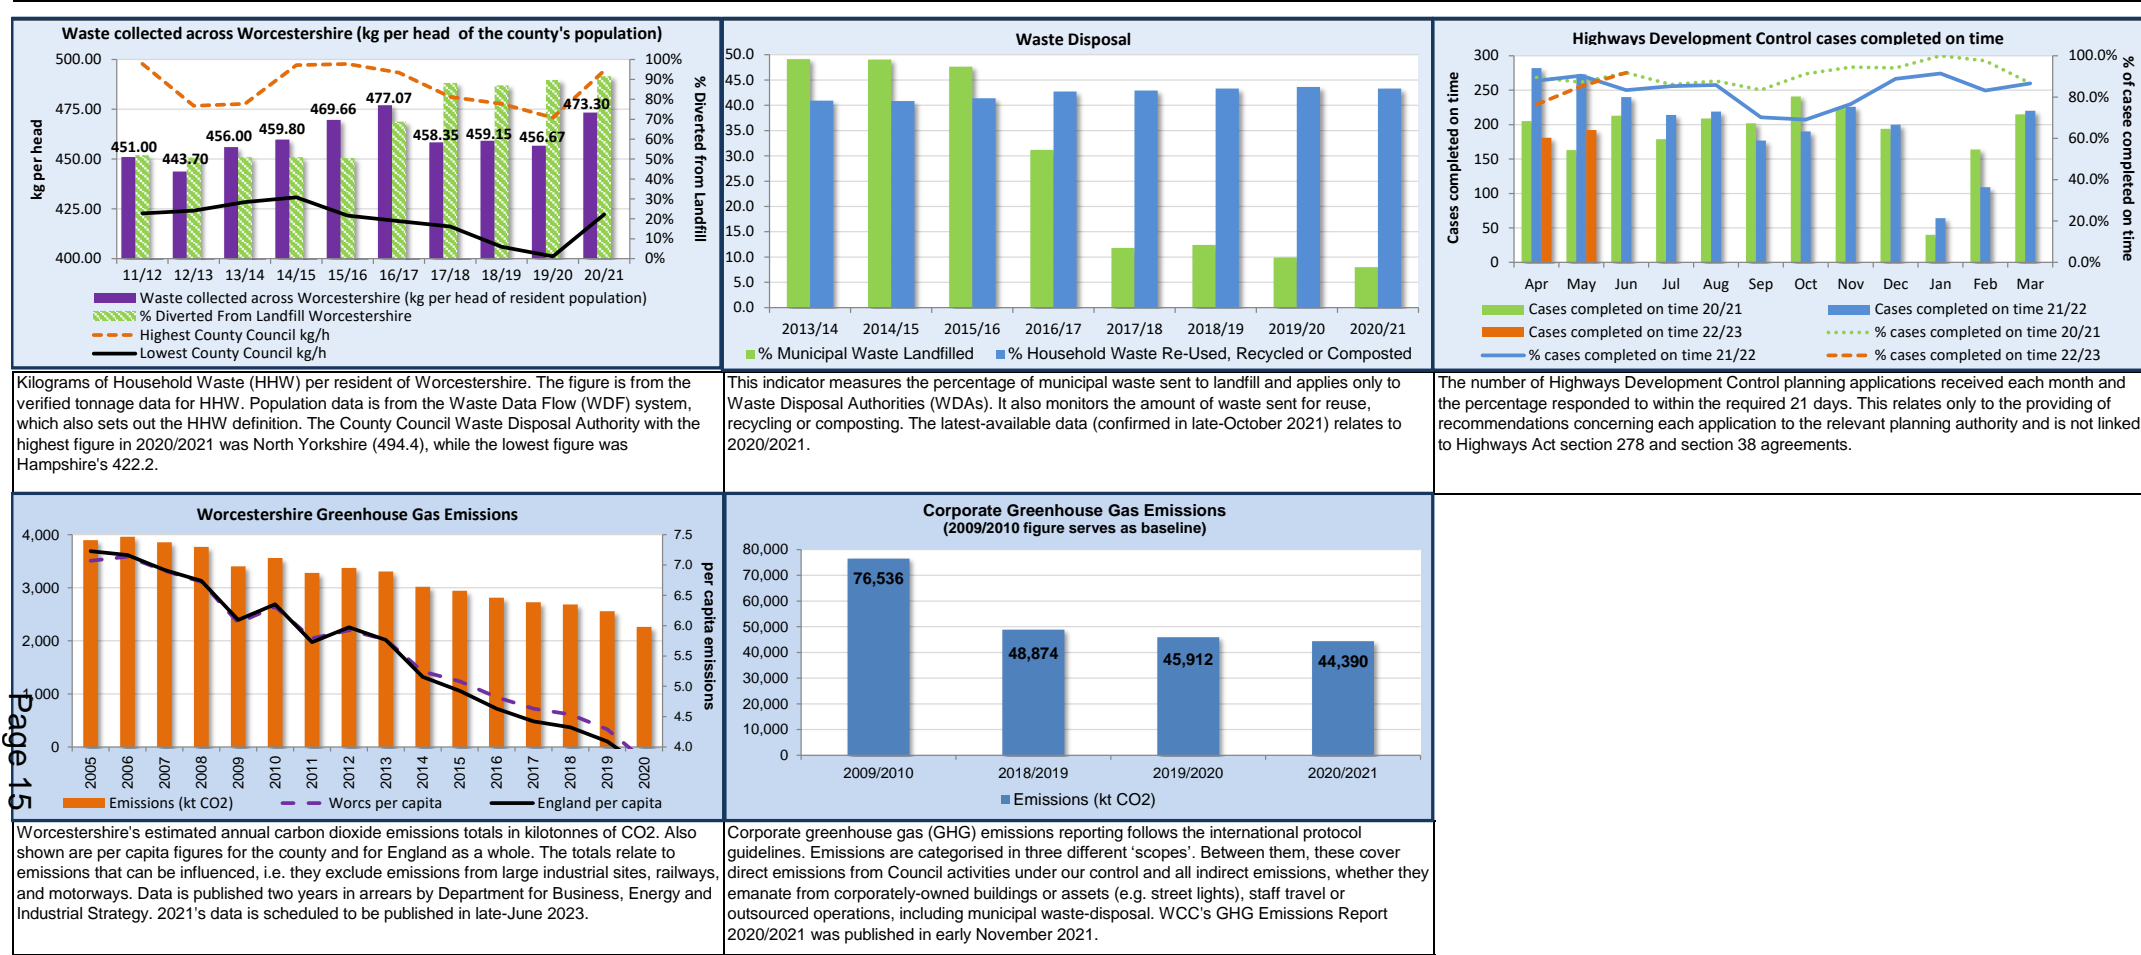 Waste collected across Worcestershire (kg per head of the county's population)
500.00
475.00
450.00
425.00
400.00
kg per head
100%
90%
80%
70%
60%
50%
40%
30%
20%
10%
0%
% Diverted from Landfill
451.00
443.70
456.00
459.80
469.66
477.07
458.35
459.15
456.67
473.30
11/12 12/13 13/14 14/15 15/16 16/17 17/18 18/19 19/20 20/21
Waste collected across Worcestershire (kg per head of resident population)
% Diverted From Landfill Worcestershire
Highest County Council kg/h
Lowest County Council kg/h
Waste Disposal
50.0
45.0
40.0
35.0
30.0
25.0
20.0
15.0
10.0
5.0
0.0
2013/14 2014/15 2015/16 2016/17 2017/18 2018/19 2019/20 2020/21
% Municipal Waste Landfilled % Household Waste Re-Used, Recycled or Composted
Highways Development Control cases completed on time
300
250
200
150
100
50
0
Cases completed on time
100.0%
80.0%
60.0%
40.0%
20.0%
0.0%
% of casee completed on time
Apr May Jun Jul Aug Sep Oct Nov Dec Jan Feb Mar
Cases completed on time 20/21 Cases completed on time 21/22
Cases completed on time 22/23 % cases completed on time 20/21
% cases completed on time 21/22 % cases completed on time 22/23
Kilograms of Household Waste (HHW) per resident of Worcestershire. The figure is from the
verified tonnage data for HHW. Population data is from the Waste Data Flow (WDF) system,
which also sets out the HHW definition. The County Council Waste Disposal Authority with the
highest figure in 2020/2021 was North Yorkshire (494.4), while the lowest figure was
Hampshire's 422.2.
This indicator measures the percentage of municipal waste sent to landfill and applies only to
Waste Disposal Authorities (WDAs). It also monitors the amount of waste sent for reuse,
recycling or composting. The latest-available data (confirmed in late-October 2021) relates to
2020/2021.
The number of Highways Development Control planning applications received each month and
the percentage responded to within the required 21 days. This relates only to the providing of
recommendations concerning each application to the relevant planning authority and is not linked
to Highways Act section 278 and section 38 agreements.
Worcestershire Greenhouse Gas Emissions
4,000
3,000
2,000
1,000
0
7.5
7.0
6.5
6.0
5.5
5.0
4.5
4.0
per capita emissions
2005 2006 2007 2008 2009 2010 2011 2012 2013 2014 2015 2016 2017 2018 2019 2020
Emissions (kt CO2) Worcs per capita England per capita
Page 15
Corporate Greenhouse Gas Emissions
(2009/2010 figure serves as baseline)
80,000
70,000
60,000
50,000
40,000
30,000
20,000
10,000
0
76,536
48,874
45,912
44,390
2009/2010 2018/2019 2019/2020 2020/2021
Emissions (kt CO2)
Worcestershire's estimated annual carbon dioxide emissions totals in kilotonnes of CO2. Also
shown are per capita figures for the county and for England as a whole. The totals relate to
emissions that can be influenced, i.e. they exclude emissions from large industrial sites, railways,
and motorways. Data is published two years in arrears by Department for Business, Energy and
Industrial Strategy. 2021's data is scheduled to be published in late-June 2023.
Corporate greenhouse gas (GHG) emissions reporting follows the international protocol
guidelines. Emissions are categorised in three different ‘scopes’. Between them, these cover
direct emissions from Council activities under our control and all indirect emissions, whether they
emanate from corporately-owned buildings or assets (e.g. street lights), staff travel or
outsourced operations, including municipal waste-disposal. WCC's GHG Emissions Report
2020/2021 was published in early November 2021.